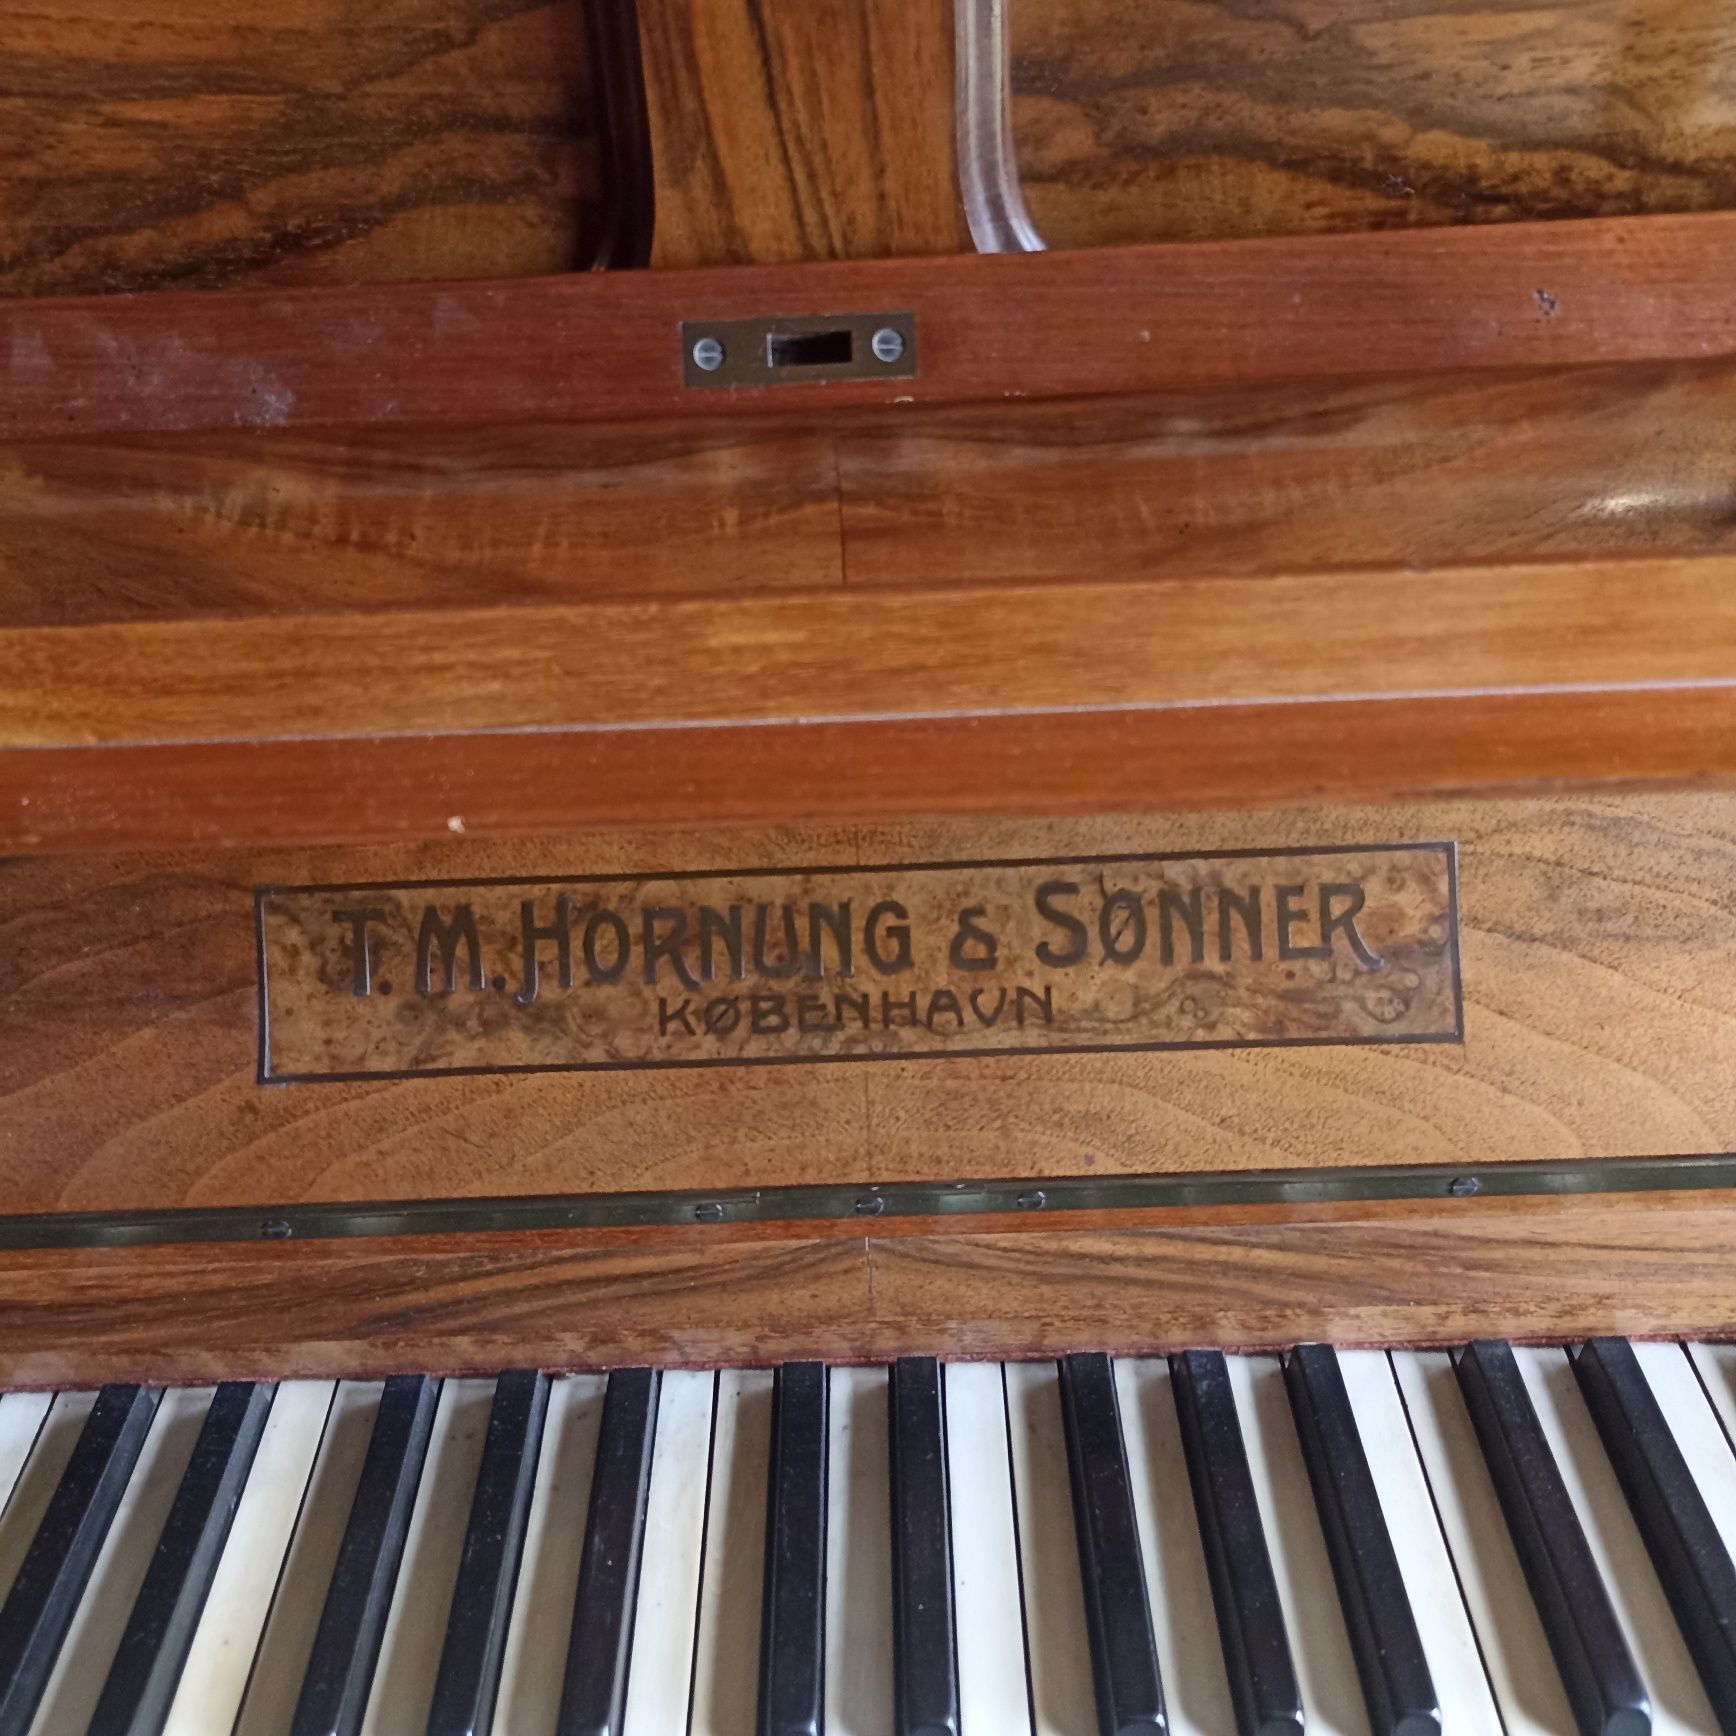 T. M. HORNUNG & SØNNER
KØBENHAVN